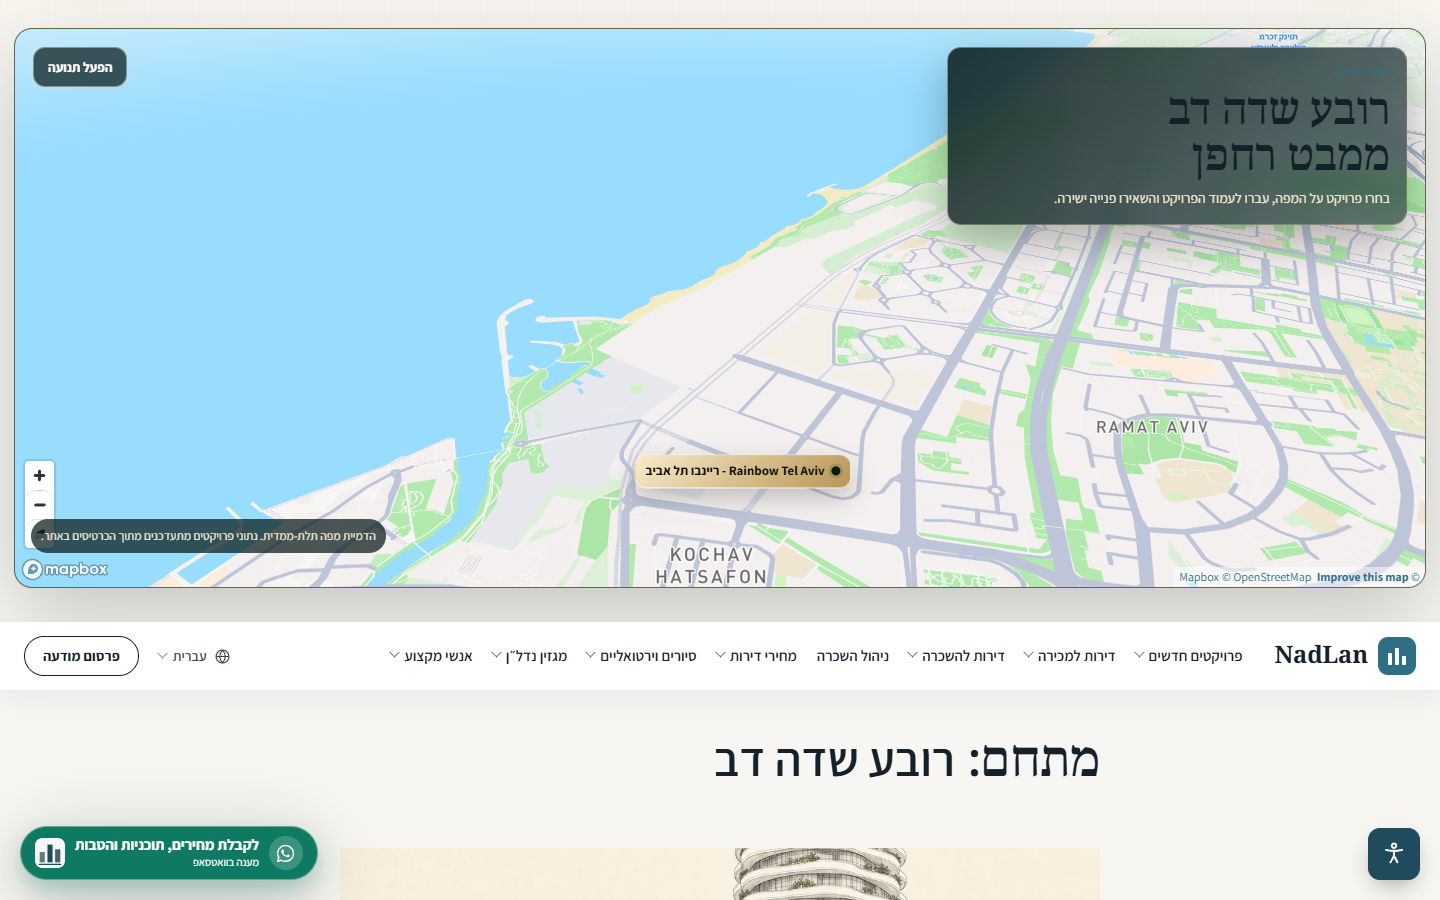 הפעל תנועה
רובע שדה דב
ממבט רחפן
בחרו פרויקט על המפה, עברו לעמוד הפרויקט והשאירו פנייה ישירה.
RAMAT AVIV
Rainbow Tel Aviv - ריינבו תל אביב
הדמיית מפה תלת-ממדית. נתוני פרויקטים מתעדכנים מתוך הכרטיסים באתר.
KOCHAV
HATSAFON
mapbox
Mapbox © OpenStreetMap Improve this map ©
NadLan
פרויקטים חדשים
דירות למכירה
דירות להשכרה
ניהול השכרה
מחירי דירות
סיורים וירטואליים
מגזין נדל״ן
אנשי מקצוע
עברית
פרסום מודעה
מתחם: רובע שדה דב
לקבלת מחירים, תוכניות והטבות
מענה בוואטסאפ